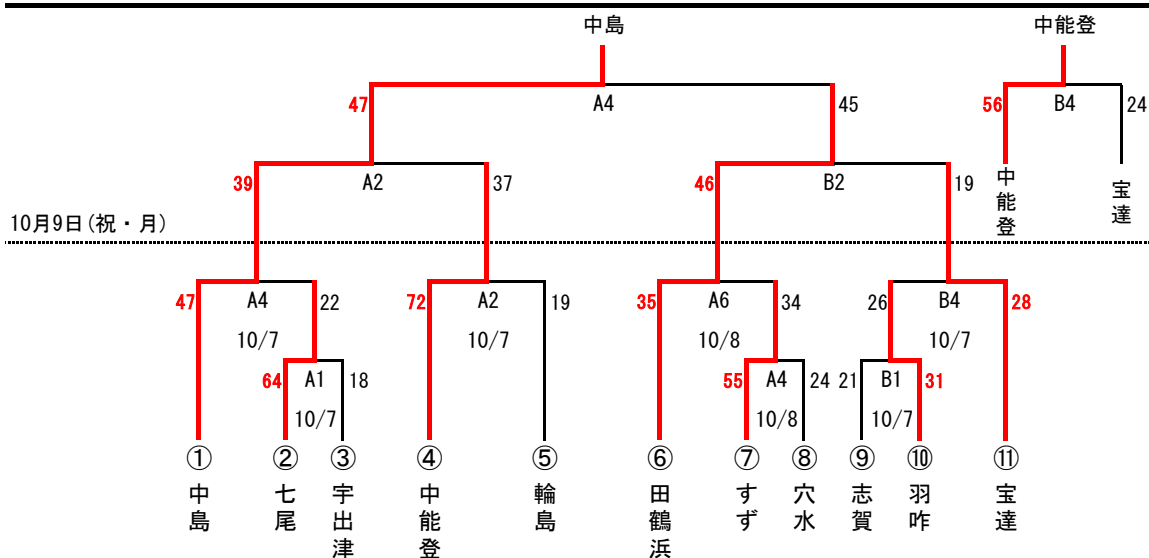 中島
中能登
47
A4
45
56
B4
24
39
A2
37
46
B2
19
中能登
宝達
10月9日(祝・月)
47
A4
22
72
A2
19
35
A6
34
26
B4
28
10/7
10/7
10/8
10/7
64
A1
18
55
A4
24
21
B1
31
10/7
10/8
10/7
① ② ③ ④ ⑤ ⑥ ⑦ ⑧ ⑨ ⑩ ⑪
中島
七尾
宇出津
中能登
輪島
田鶴浜
すず
穴水
志賀
羽咋
宝達